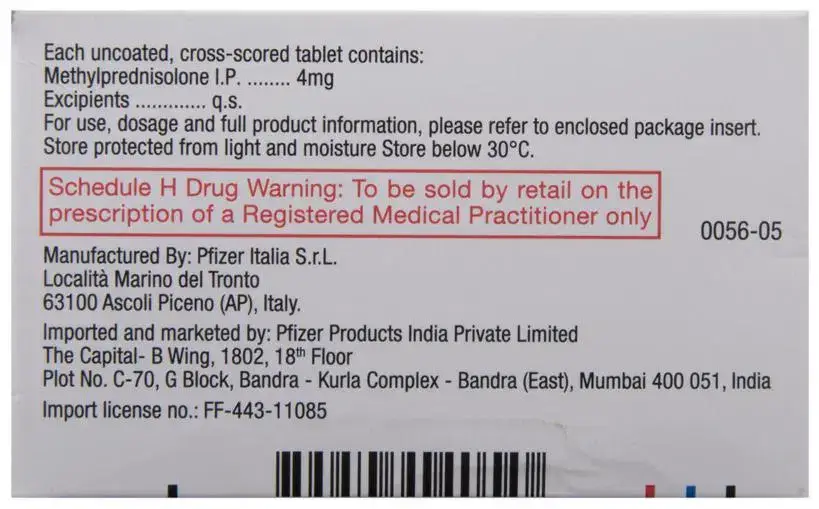 Each uncoated, cross-scored tablet contains:
Methylprednisolone I.P. ........ 4mg
Excipients ............. q.s.
For use, dosage and full product information, please refer to enclosed package insert.
Store protected from light and moisture Store below 30°C.
Schedule H Drug Warning: To be sold by retail on the
prescription of a Registered Medical Practitioner only
0056-05
Manufactured By: Pfizer Italia S.r.L.
Località Marino del Tronto
63100 Ascoli Piceno (AP), Italy.
Imported and marketed by: Pfizer Products India Private Limited
The Capital- B Wing, 1802, 18th Floor
Plot No. C-70, G Block, Bandra - Kurla Complex - Bandra (East), Mumbai 400 051, India
Import license no.: FF-443-11085